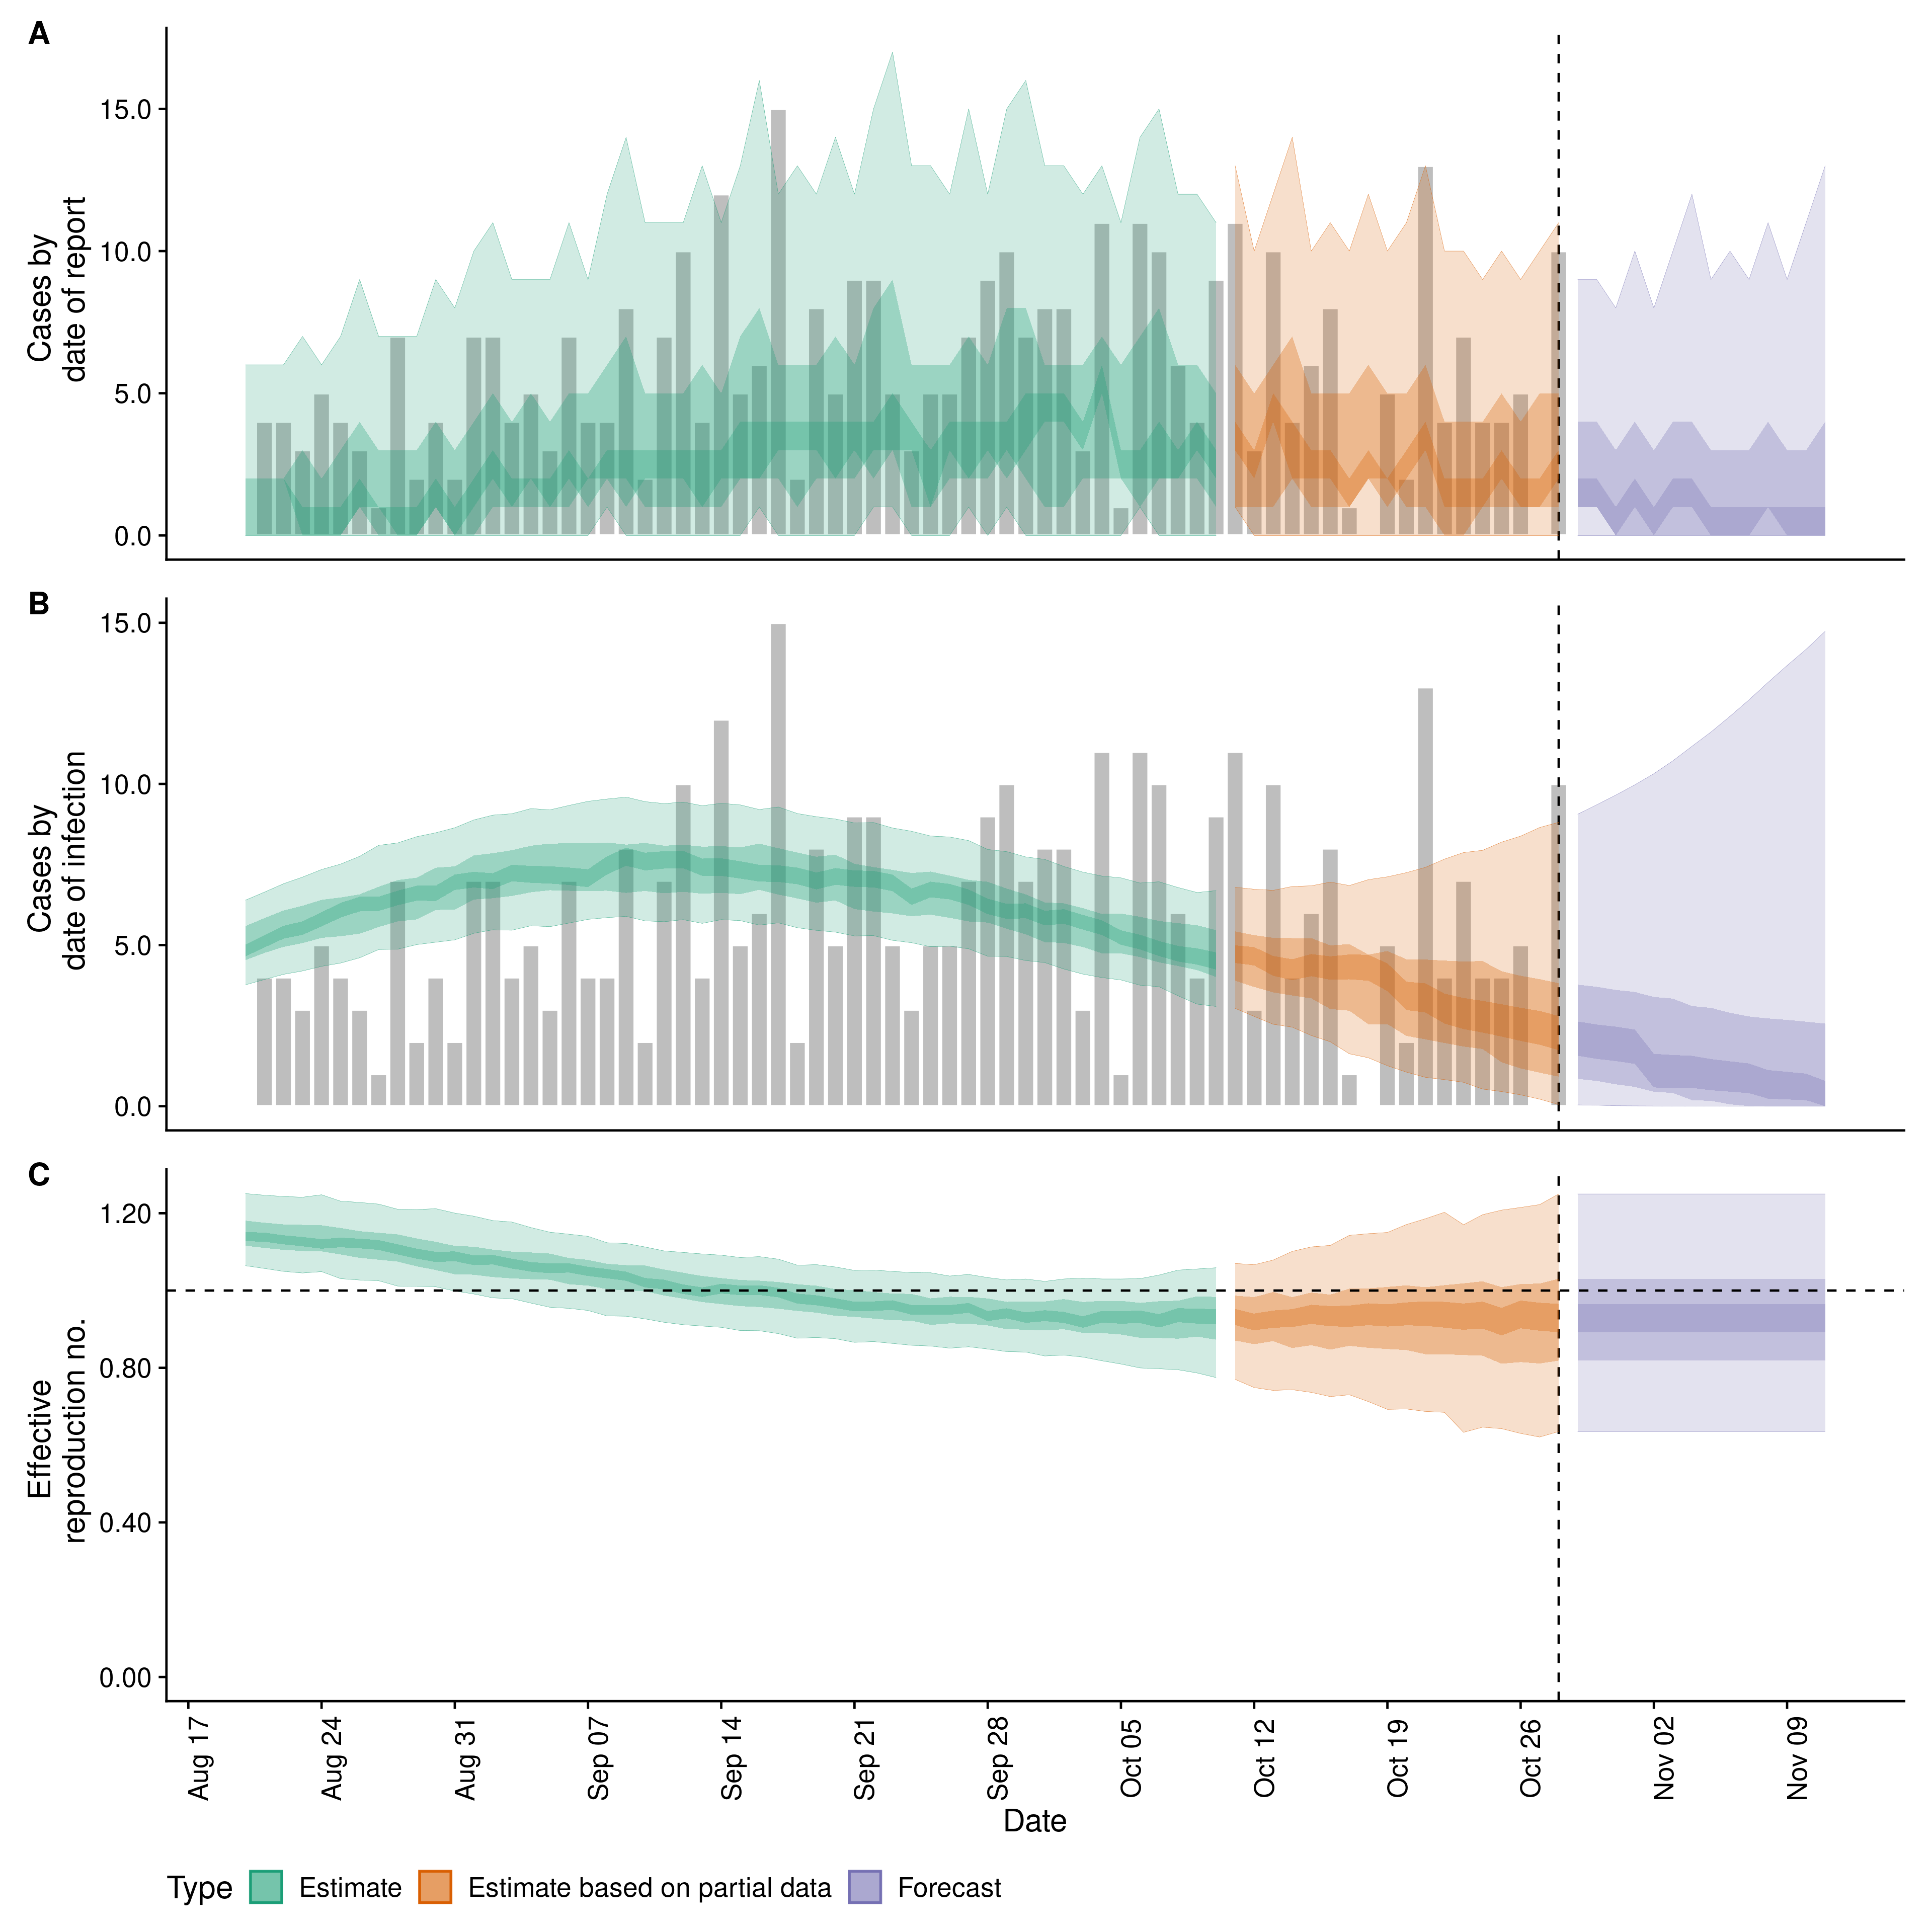 A
Cases by
date of report
15.0
10.0
5.0
0.0
B
Cases by
date of infection
15.0
10.0
5.0
0.0
C
Effective
reproduction no.
1.20
0.80
0.40
0.00
Aug 17
Aug 24
Aug 31
Sep 07
Sep 14
Sep 21
Sep 28
Oct 05
Oct 12
Oct 19
Oct 26
Nov 02
Nov 09
Date
Type Estimate Estimate based on partial data Forecast